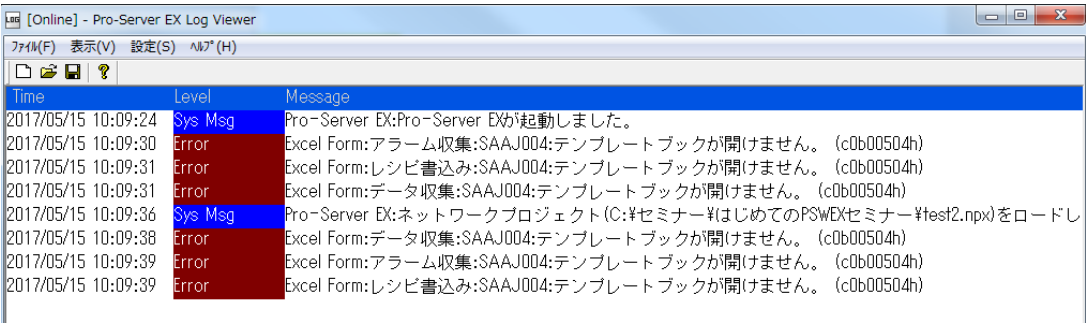 LOG [Online] - Pro-Server EX Log Viewer
ﾌｧｲﾙ(F) 表示(V) 設定(S) ﾍﾙﾌﾟ(H)
Time Level Message
2017/05/15 10:09:24 Sys Msg Pro-Server EX:Pro-Server EXが起動しました。
2017/05/15 10:09:30 Error Excel Form:アラーム収集:SAAJ004:テンプレートブックが開けません。 (c0b00504h)
2017/05/15 10:09:31 Error Excel Form:レシピ書込み:SAAJ004:テンプレートブックが開けません。 (c0b00504h)
2017/05/15 10:09:31 Error Excel Form:データ収集:SAAJ004:テンプレートブックが開けません。 (c0b00504h)
2017/05/15 10:09:36 Sys Msg Pro-Server EX:ネットワークプロジェクト(C:¥セミナー¥はじめてのPSWEXセミナー¥test2.npx)をロードし
2017/05/15 10:09:38 Error Excel Form:データ収集:SAAJ004:テンプレートブックが開けません。 (c0b00504h)
2017/05/15 10:09:39 Error Excel Form:アラーム収集:SAAJ004:テンプレートブックが開けません。 (c0b00504h)
2017/05/15 10:09:39 Error Excel Form:レシピ書込み:SAAJ004:テンプレートブックが開けません。 (c0b00504h)